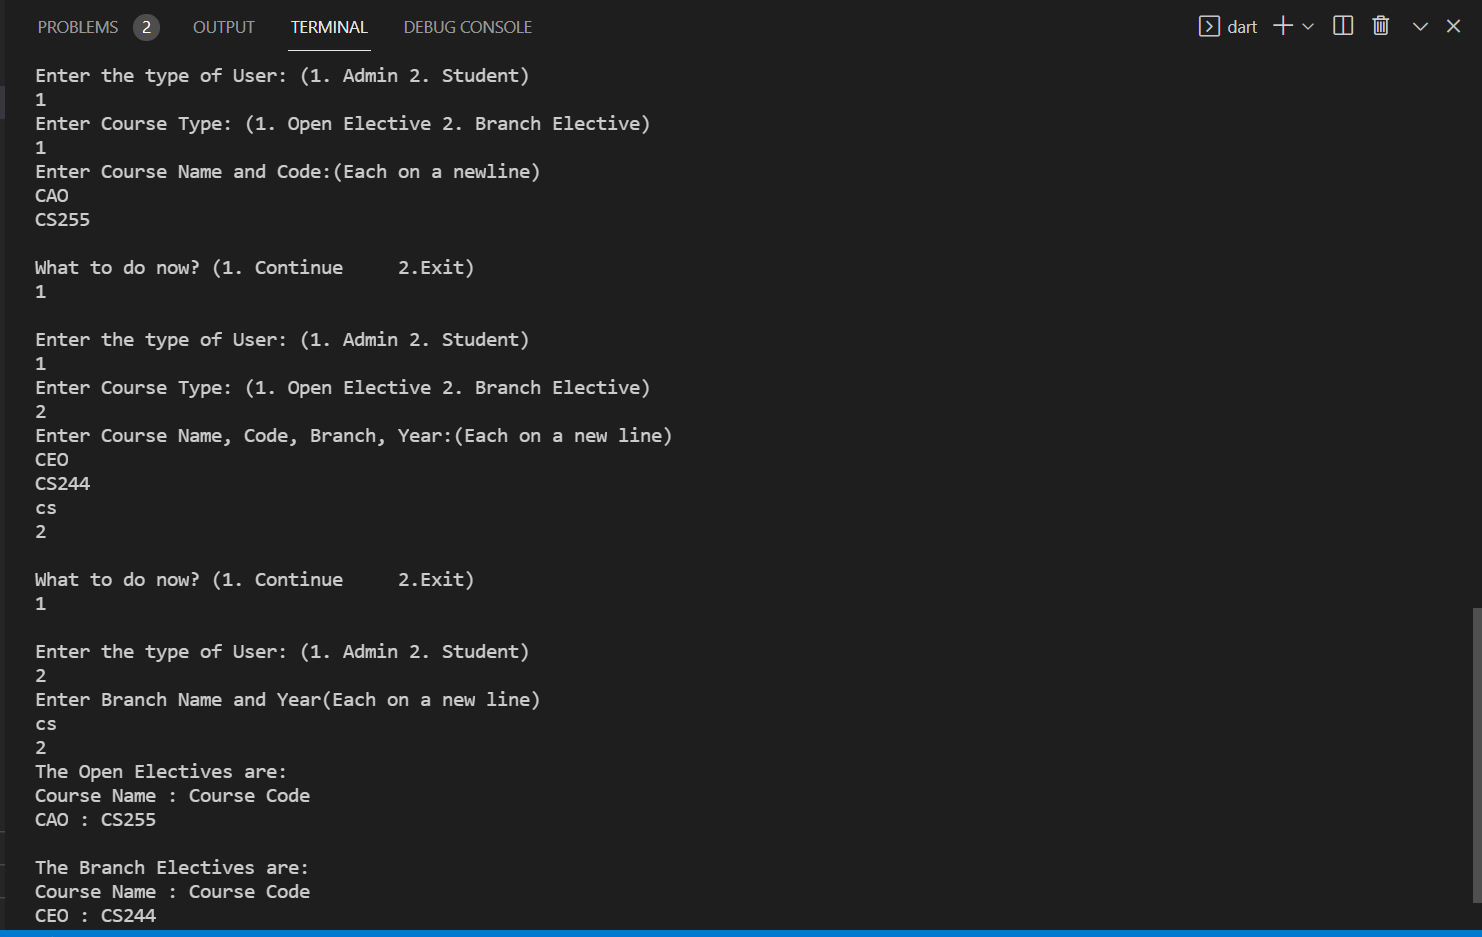 PROBLEMS 2 OUTPUT TERMINAL DEBUG CONSOLE dart
Enter the type of User: (1. Admin 2. Student)
1
Enter Course Type: (1. Open Elective 2. Branch Elective)
1
Enter Course Name and Code:(Each on a newline)
CAO
CS255
What to do now? (1. Continue     2.Exit)
1
Enter the type of User: (1. Admin 2. Student)
1
Enter Course Type: (1. Open Elective 2. Branch Elective)
2
Enter Course Name, Code, Branch, Year:(Each on a new line)
CEO
CS244
cs
2
What to do now? (1. Continue     2.Exit)
1
Enter the type of User: (1. Admin 2. Student)
2
Enter Branch Name and Year(Each on a new line)
cs
2
The Open Electives are:
Course Name : Course Code
CAO : CS255
The Branch Electives are:
Course Name : Course Code
CEO : CS244